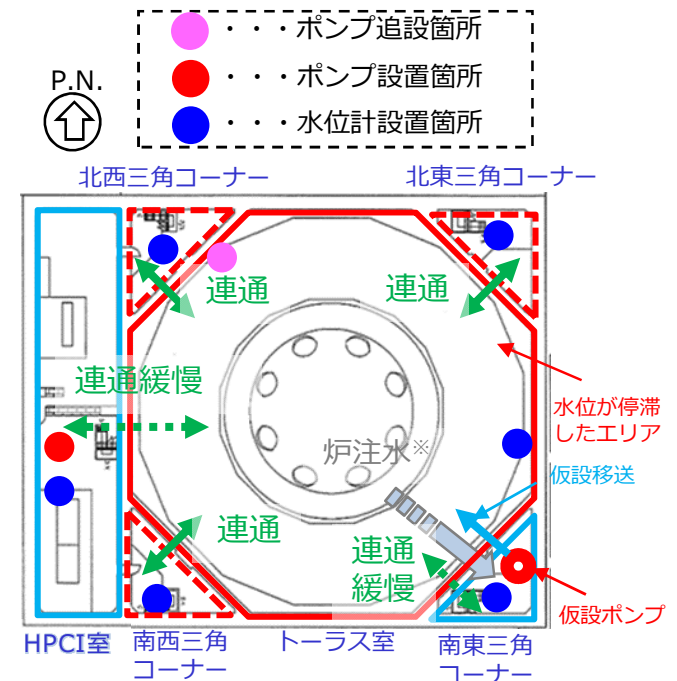 ・・・ポンプ追設箇所
・・・ポンプ設置箇所
・・・水位計設置箇所
P.N.
北西三角コーナー
北東三角コーナー
連通
連通
連通緩慢
水位が停滞
したエリア
炉注水※
仮設移送
連通
連通
緩慢
仮設ポンプ
HPCI室
南西三角
コーナー
トーラス室
南東三角
コーナー